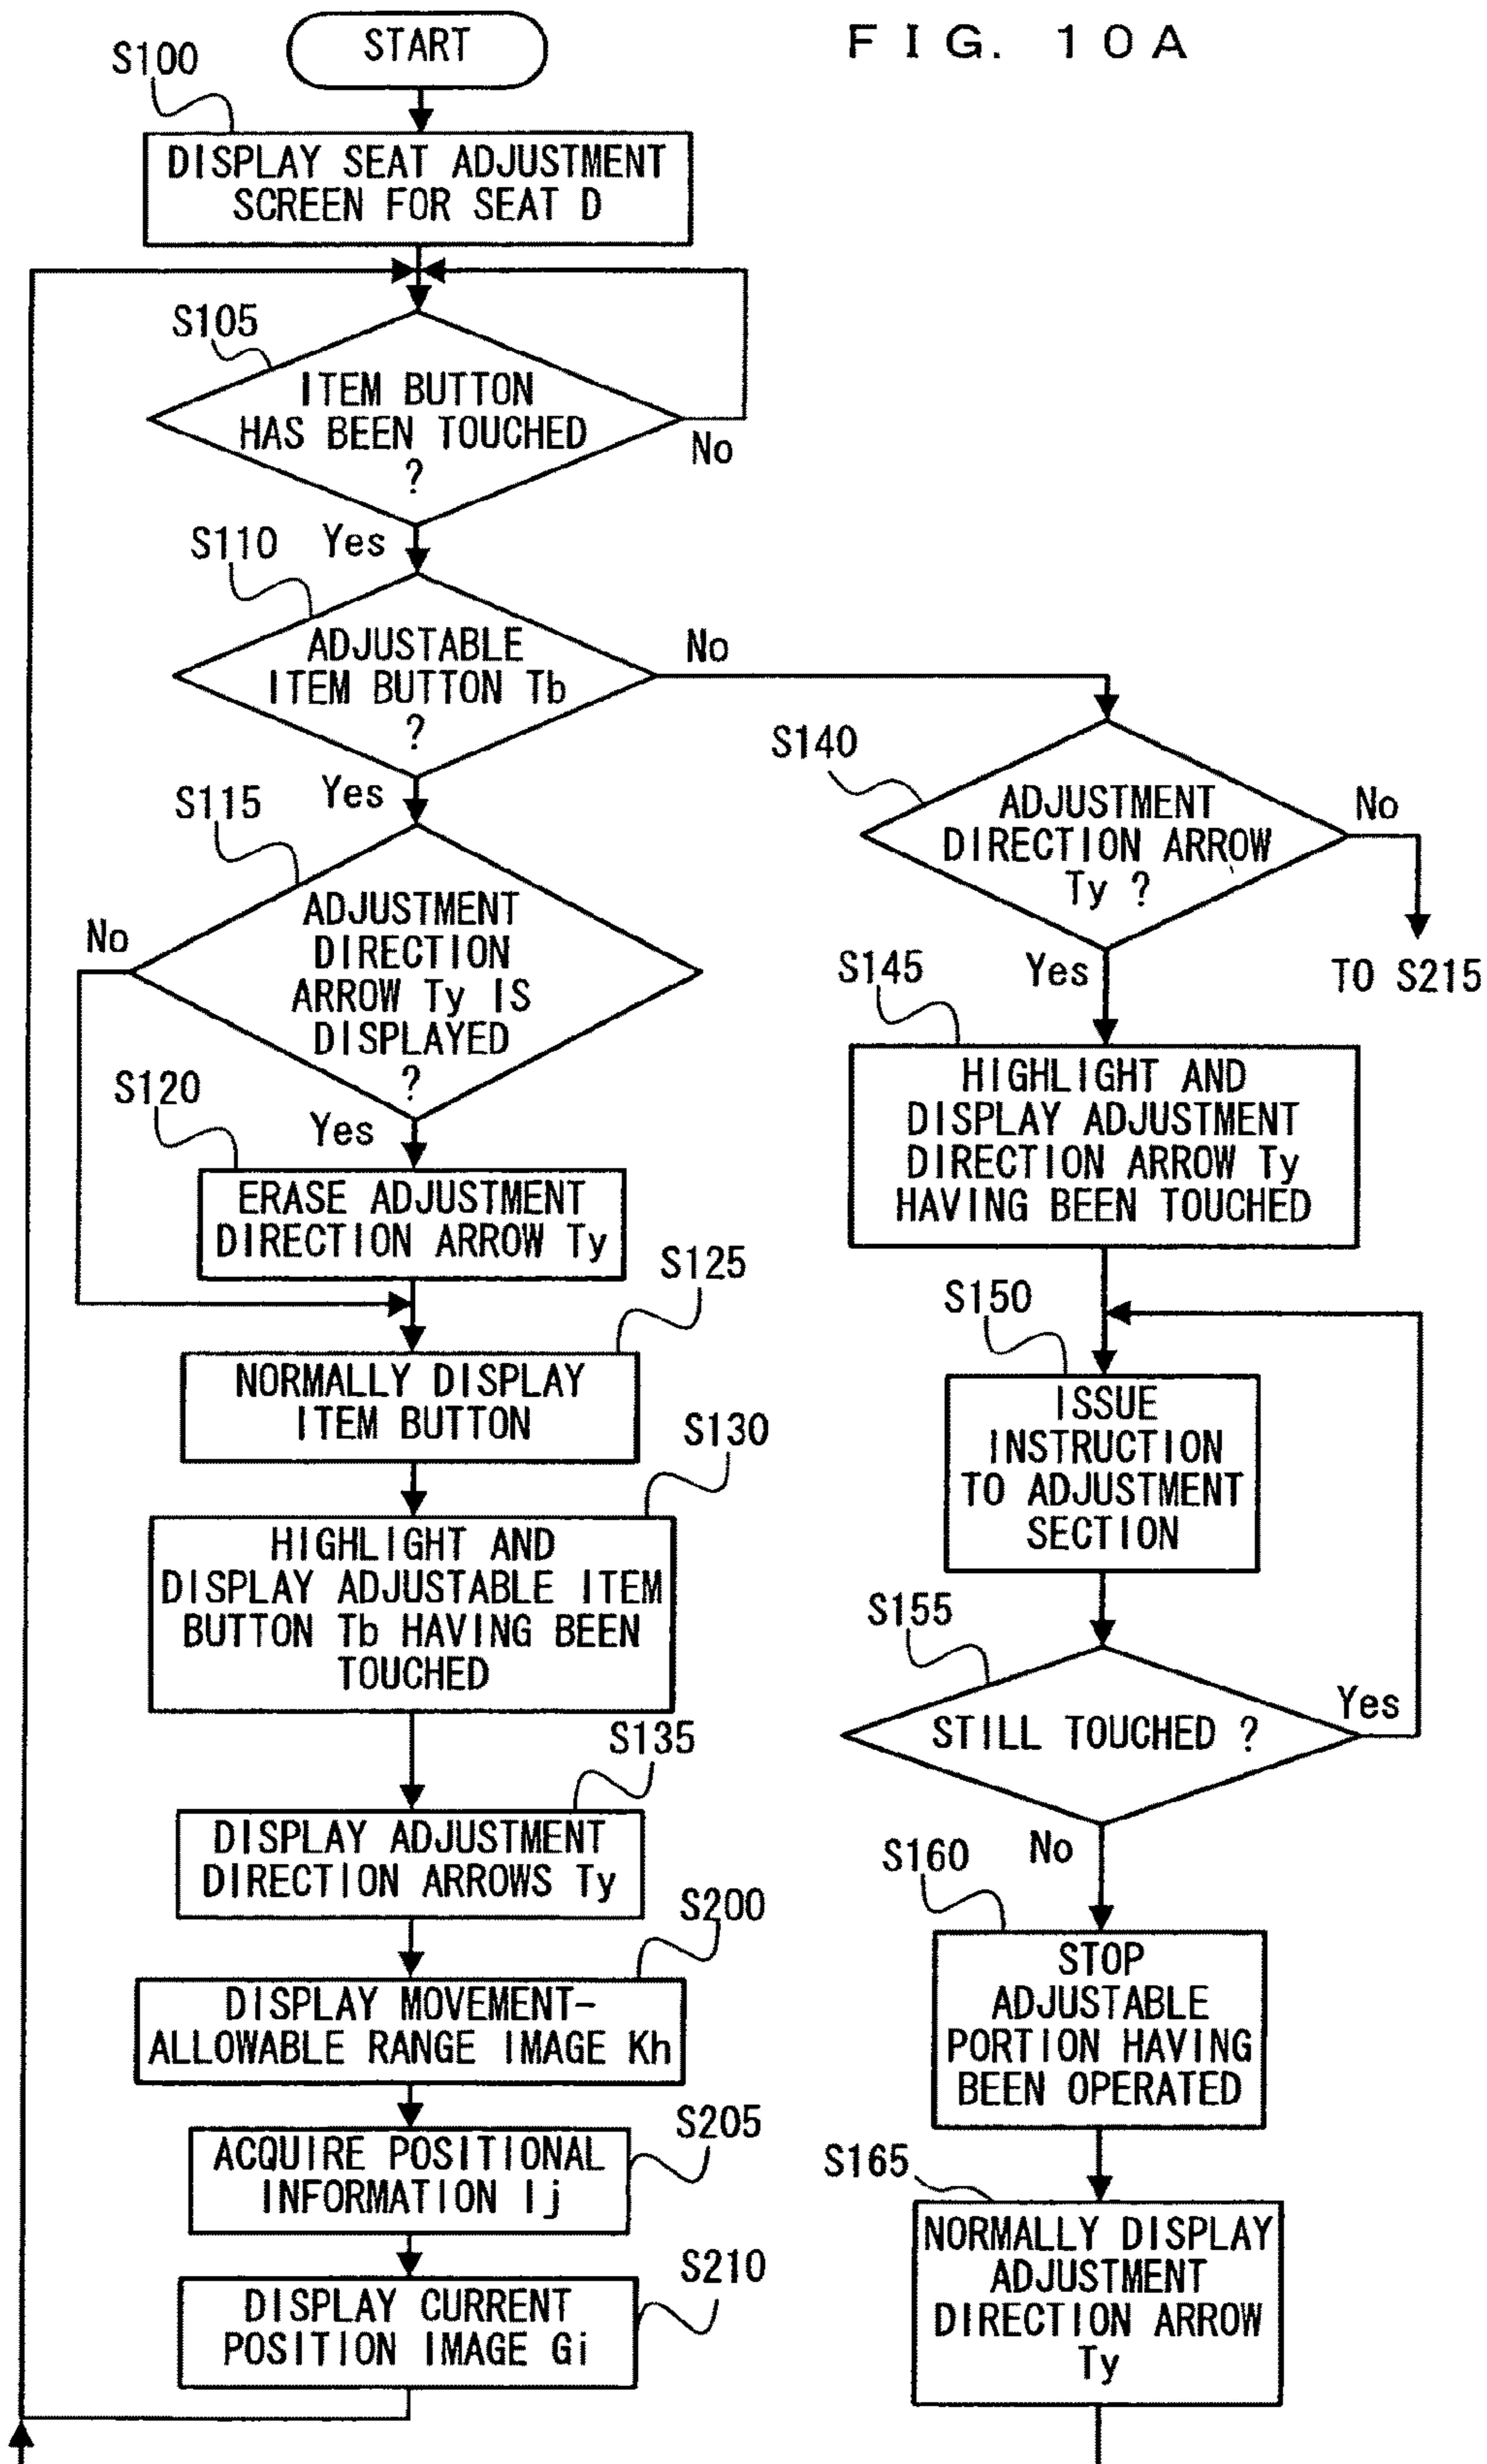 FIG. 10A
START
S100
DISPLAY SEAT ADJUSTMENT
SCREEN FOR SEAT D
S105
ITEM BUTTON
HAS BEEN TOUCHED
?
No
Yes
S110
ADJUSTABLE
ITEM BUTTON Tb
?
No
Yes
S115
ADJUSTMENT
DIRECTION
ARROW Ty IS
DISPLAYED
?
No
Yes
S120
ERASE ADJUSTMENT
DIRECTION ARROW Ty
S125
NORMALLY DISPLAY
ITEM BUTTON
S130
HIGHLIGHT AND
DISPLAY ADJUSTABLE ITEM
BUTTON Tb HAVING BEEN
TOUCHED
S135
DISPLAY ADJUSTMENT
DIRECTION ARROWS Ty
S200
DISPLAY MOVEMENT-
ALLOWABLE RANGE IMAGE Kh
S205
ACQUIRE POSITIONAL
INFORMATION Ij
S210
DISPLAY CURRENT
POSITION IMAGE Gi
S140
ADJUSTMENT
DIRECTION ARROW
Ty ?
No
TO S215
Yes
S145
HIGHLIGHT AND
DISPLAY ADJUSTMENT
DIRECTION ARROW Ty
HAVING BEEN TOUCHED
S150
ISSUE
INSTRUCTION
TO ADJUSTMENT
SECTION
S155
STILL TOUCHED ?
Yes
No
S160
STOP
ADJUSTABLE
PORTION HAVING
BEEN OPERATED
S165
NORMALLY DISPLAY
ADJUSTMENT
DIRECTION ARROW
Ty